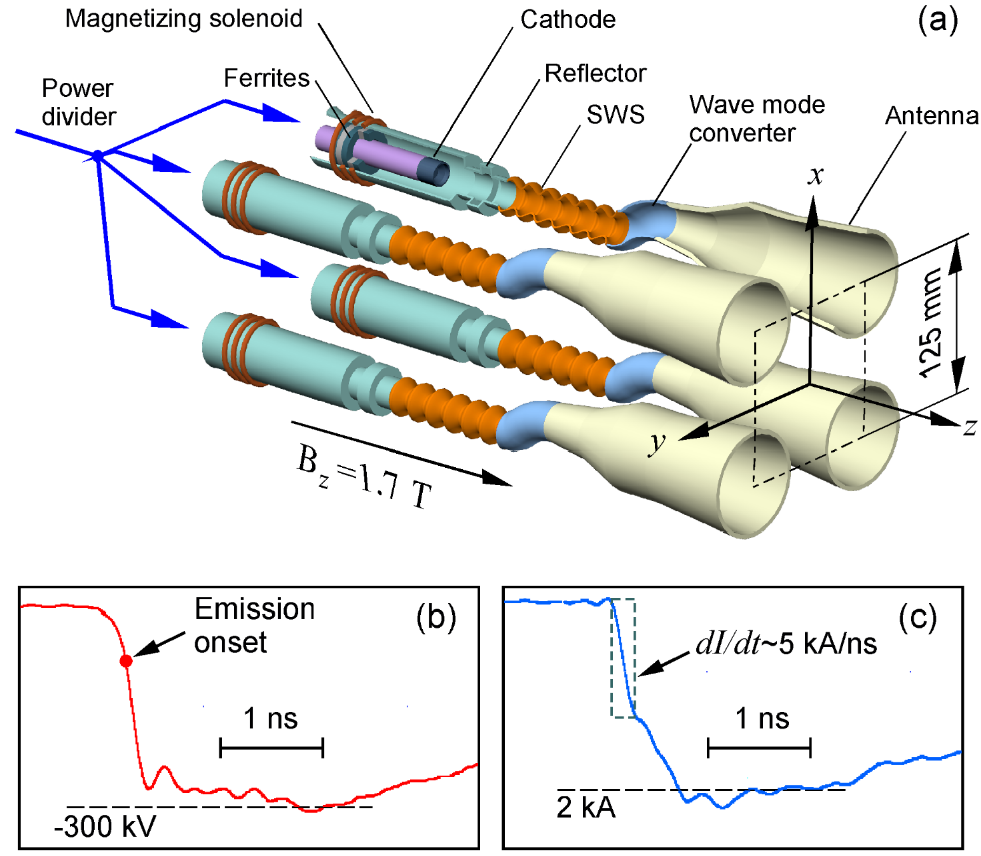 (a)
Magnetizing solenoid
Cathode
Ferrites
Reflector
Power
divider
SWS
Wave mode
converter
Antenna
x
125 mm
y
z
B_z =1.7 T
(b)
Emission
onset
1 ns
-300 kV
(c)
dI/dt~5 kA/ns
1 ns
2 kA